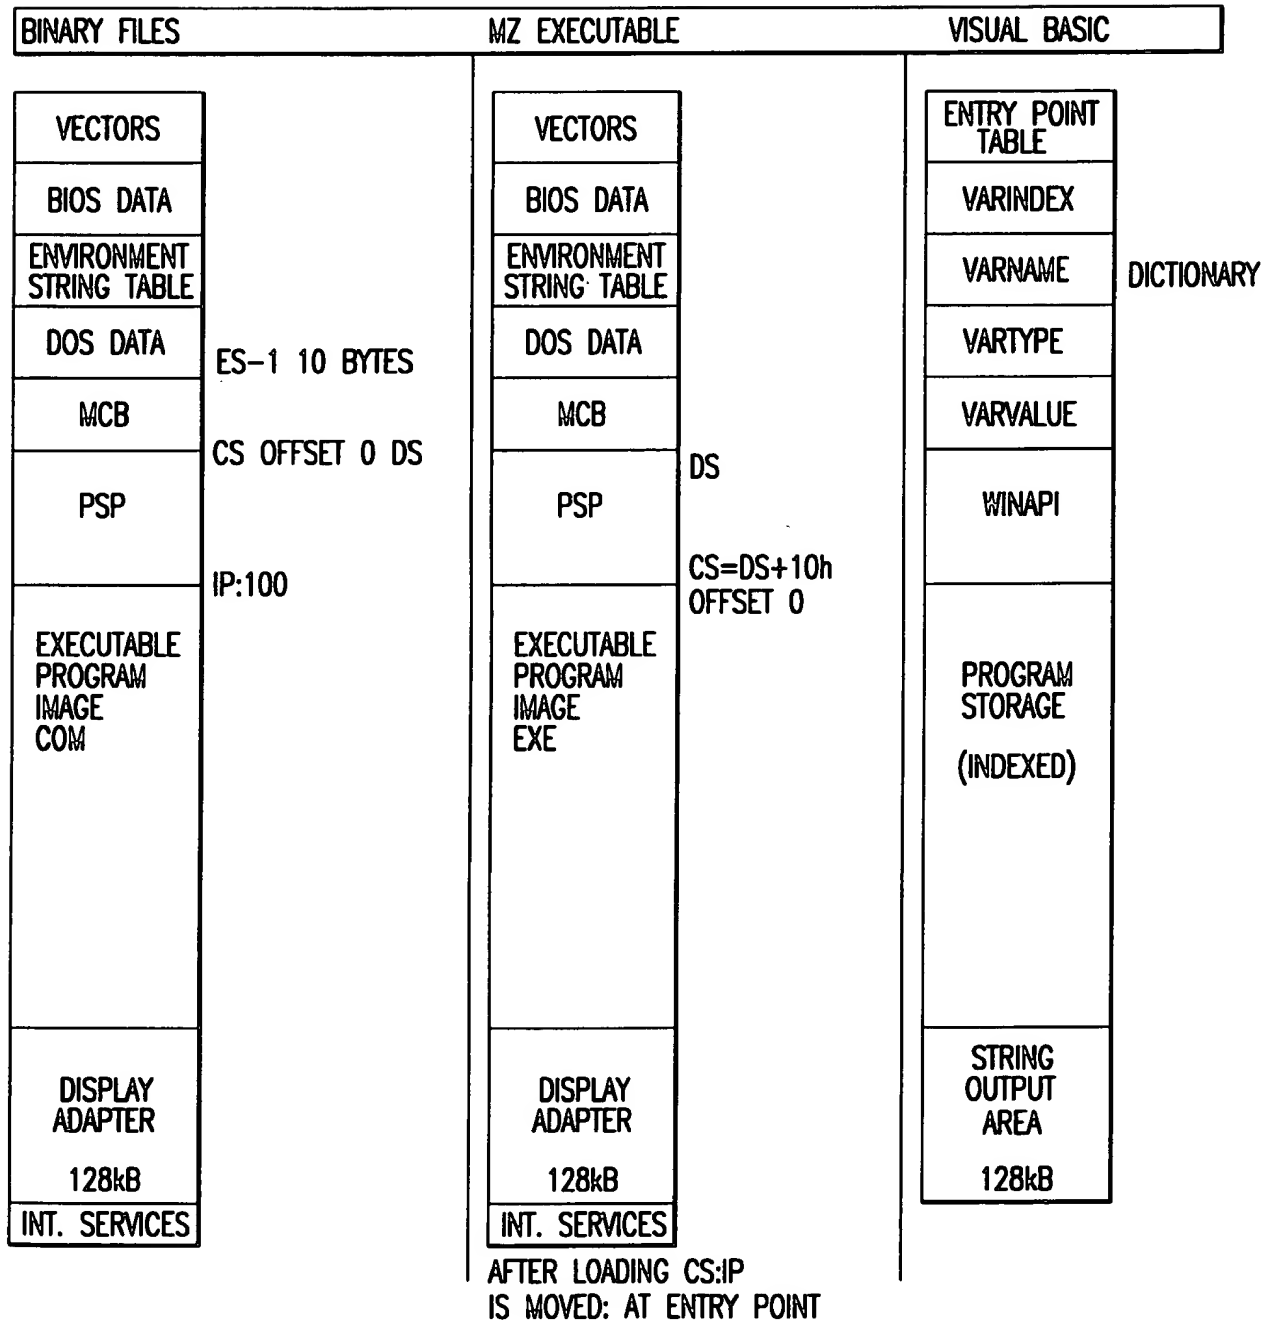 BINARY FILES
MZ EXECUTABLE
VISUAL BASIC
VECTORS
BIOS DATA
ENVIRONMENT
STRING TABLE
DOS DATA
ES-1 10 BYTES
MCB
CS OFFSET 0 DS
PSP
IP:100
EXECUTABLE
PROGRAM
IMAGE
COM
DISPLAY
ADAPTER
128kB
INT. SERVICES
VECTORS
BIOS DATA
ENVIRONMENT
STRING TABLE
DOS DATA
MCB
DS
PSP
CS=DS+10h
OFFSET 0
EXECUTABLE
PROGRAM
IMAGE
EXE
DISPLAY
ADAPTER
128kB
INT. SERVICES
AFTER LOADING CS:IP
IS MOVED: AT ENTRY POINT
ENTRY POINT
TABLE
VARINDEX
VARNAME
DICTIONARY
VARTYPE
VARVALUE
WINAPI
PROGRAM
STORAGE
(INDEXED)
STRING
OUTPUT
AREA
128kB